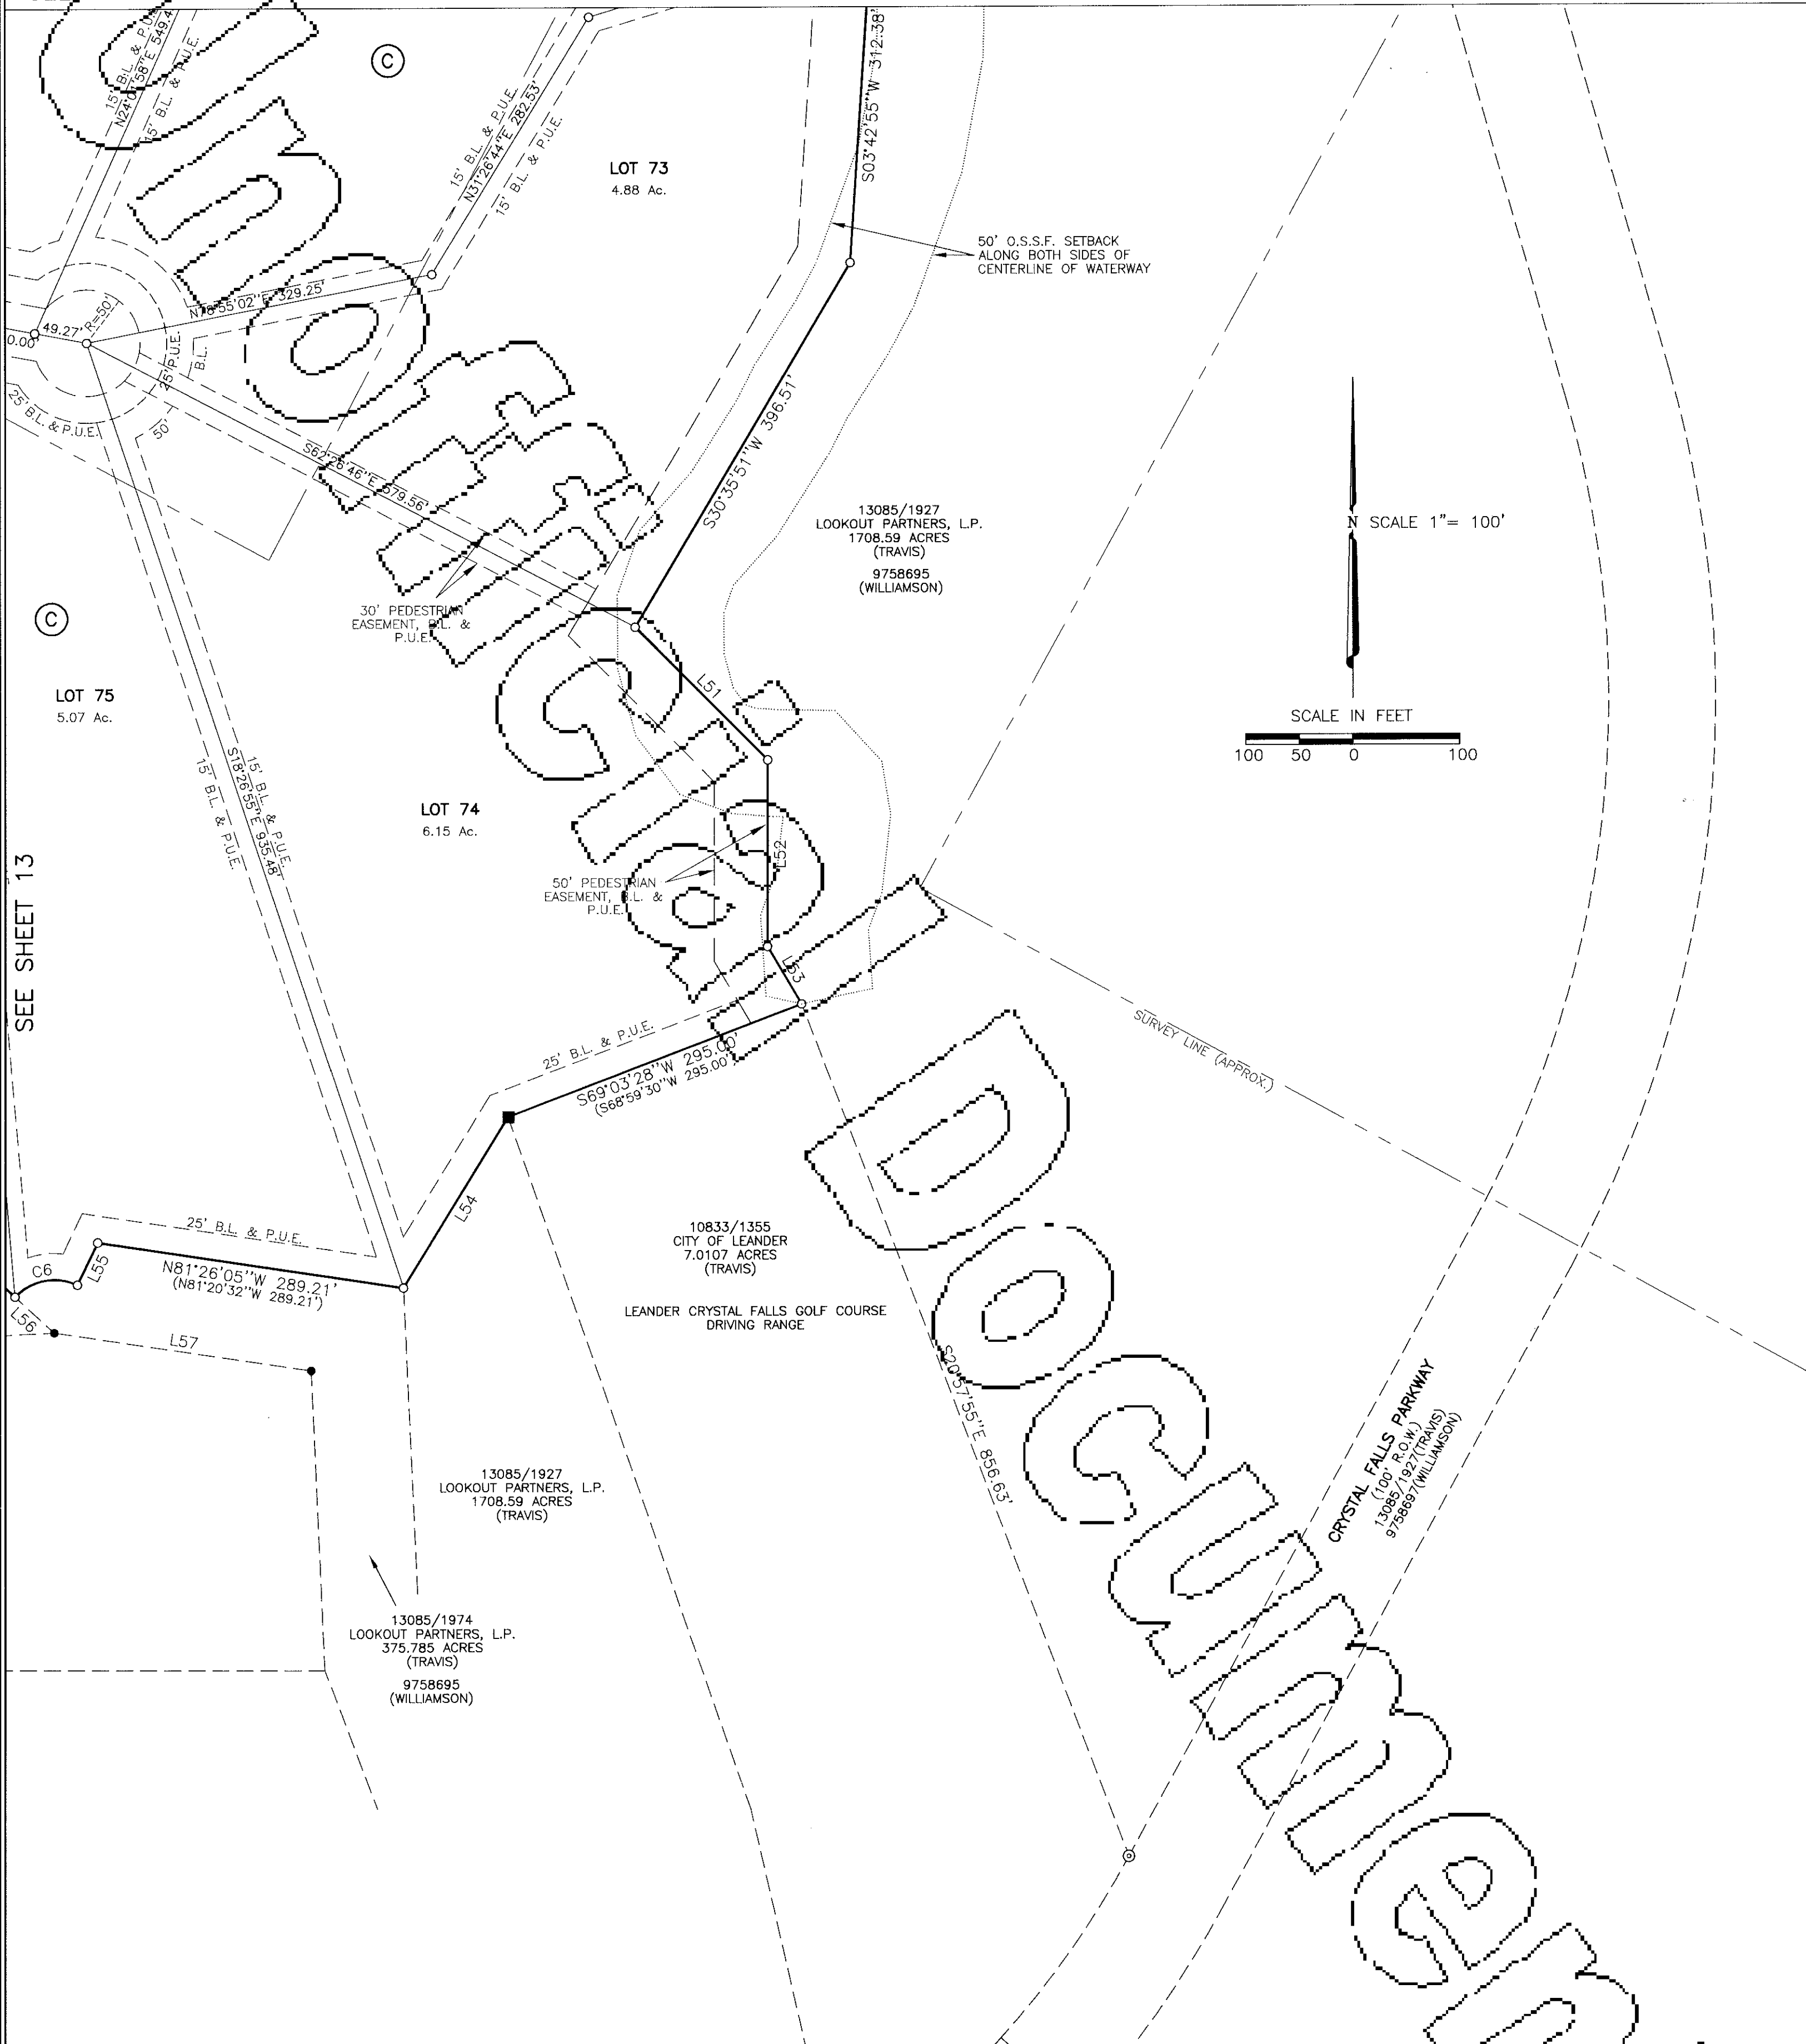 15' B.L. & P.U.E.
N24°01'58"E 549.4
15' B.L. & P.U.E.
C
15' B.L. & P.U.E.
N31°26'44"E 282.53'
15' B.L. & P.U.E.
LOT 73
4.88 Ac.
S03°42'55"W 312.38'
50' O.S.S.F. SETBACK
ALONG BOTH SIDES OF
CENTERLINE OF WATERWAY
N78°55'02"E 329.25'
49.27'
R=50'
0.00'
25' P.U.E.
B.L.
25' B.L. & P.U.E.
50'
S62°26'46"E 579.56'
S30°35'51"W 396.51'
13085/1927
LOOKOUT PARTNERS, L.P.
1708.59 ACRES
(TRAVIS)
9758695
(WILLIAMSON)
N SCALE 1"= 100'
SCALE IN FEET
100 50 0 100
30' PEDESTRIAN
EASEMENT, B.L. &
P.U.E.
C
LOT 75
5.07 Ac.
L51
15' B.L. & P.U.E.
S18°26'55"E 935.48'
15' B.L. & P.U.E.
LOT 74
6.15 Ac.
L52
50' PEDESTRIAN
EASEMENT, B.L. &
P.U.E.
L53
SEE SHEET 13
25' B.L. & P.U.E.
S69°03'28"W 295.00'
(S68°59'30"W 295.00')
SURVEY LINE (APPROX.)
L54
25' B.L. & P.U.E.
N81°26'05"W 289.21'
(N81°20'32"W 289.21')
C6
L55
L56
L57
10833/1355
CITY OF LEANDER
7.0107 ACRES
(TRAVIS)
LEANDER CRYSTAL FALLS GOLF COURSE
DRIVING RANGE
S20°57'55"E 856.63'
CRYSTAL FALLS PARKWAY
(100' R.O.W.)
13085/1927(TRAVIS)
9758697(WILLIAMSON)
13085/1927
LOOKOUT PARTNERS, L.P.
1708.59 ACRES
(TRAVIS)
13085/1974
LOOKOUT PARTNERS, L.P.
375.785 ACRES
(TRAVIS)
9758695
(WILLIAMSON)
Unofficial Documen